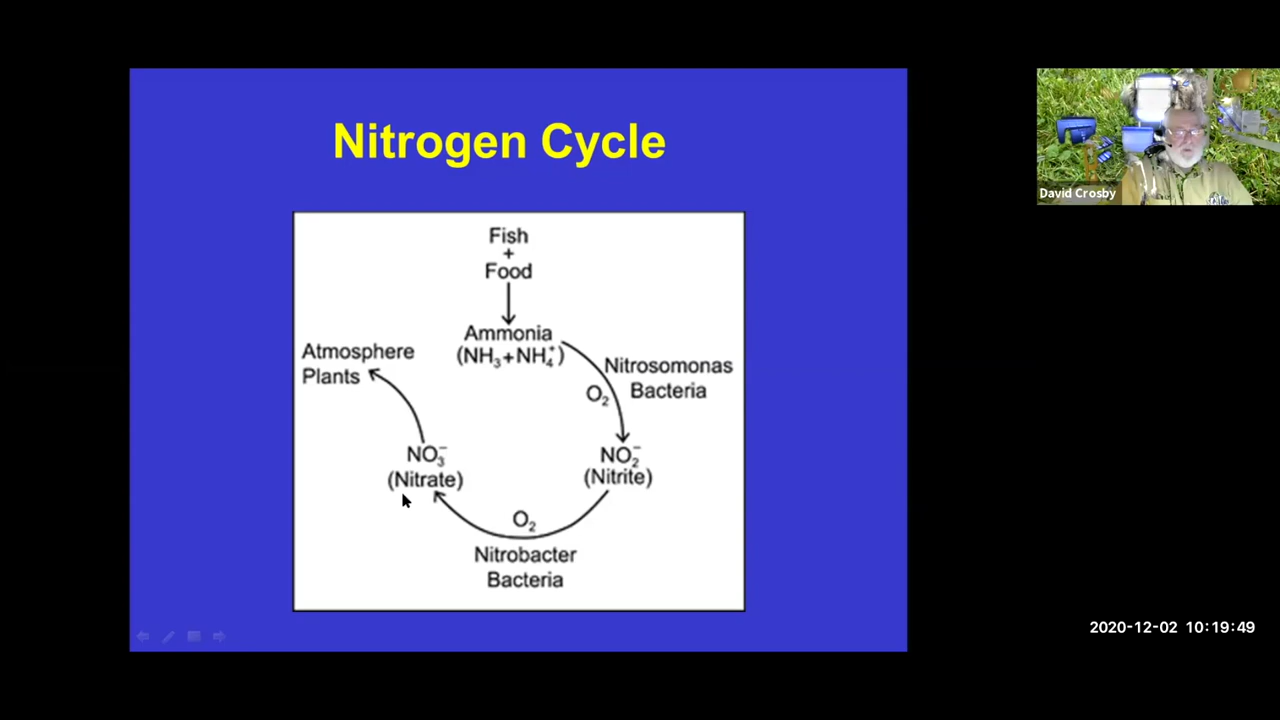 Nitrogen Cycle
Fish
+
Food
Ammonia
(NH₃+NH₄⁺)
Atmosphere
Plants
Nitrosomonas
Bacteria
O₂
NO₃⁻
(Nitrate)
NO₂⁻
(Nitrite)
O₂
Nitrobacter
Bacteria
David Crosby
2020-12-02 10:19:49